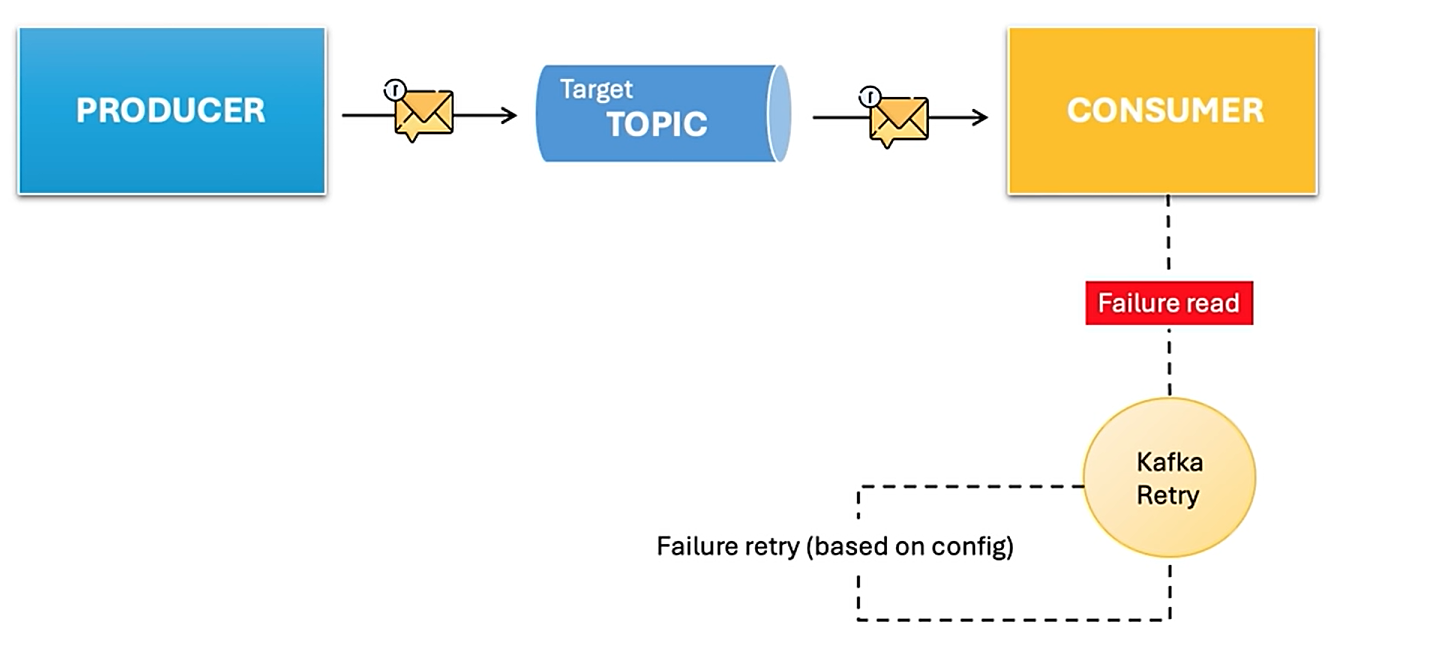 PRODUCER
r
Target
TOPIC
r
CONSUMER
Failure read
Kafka
Retry
Failure retry (based on config)